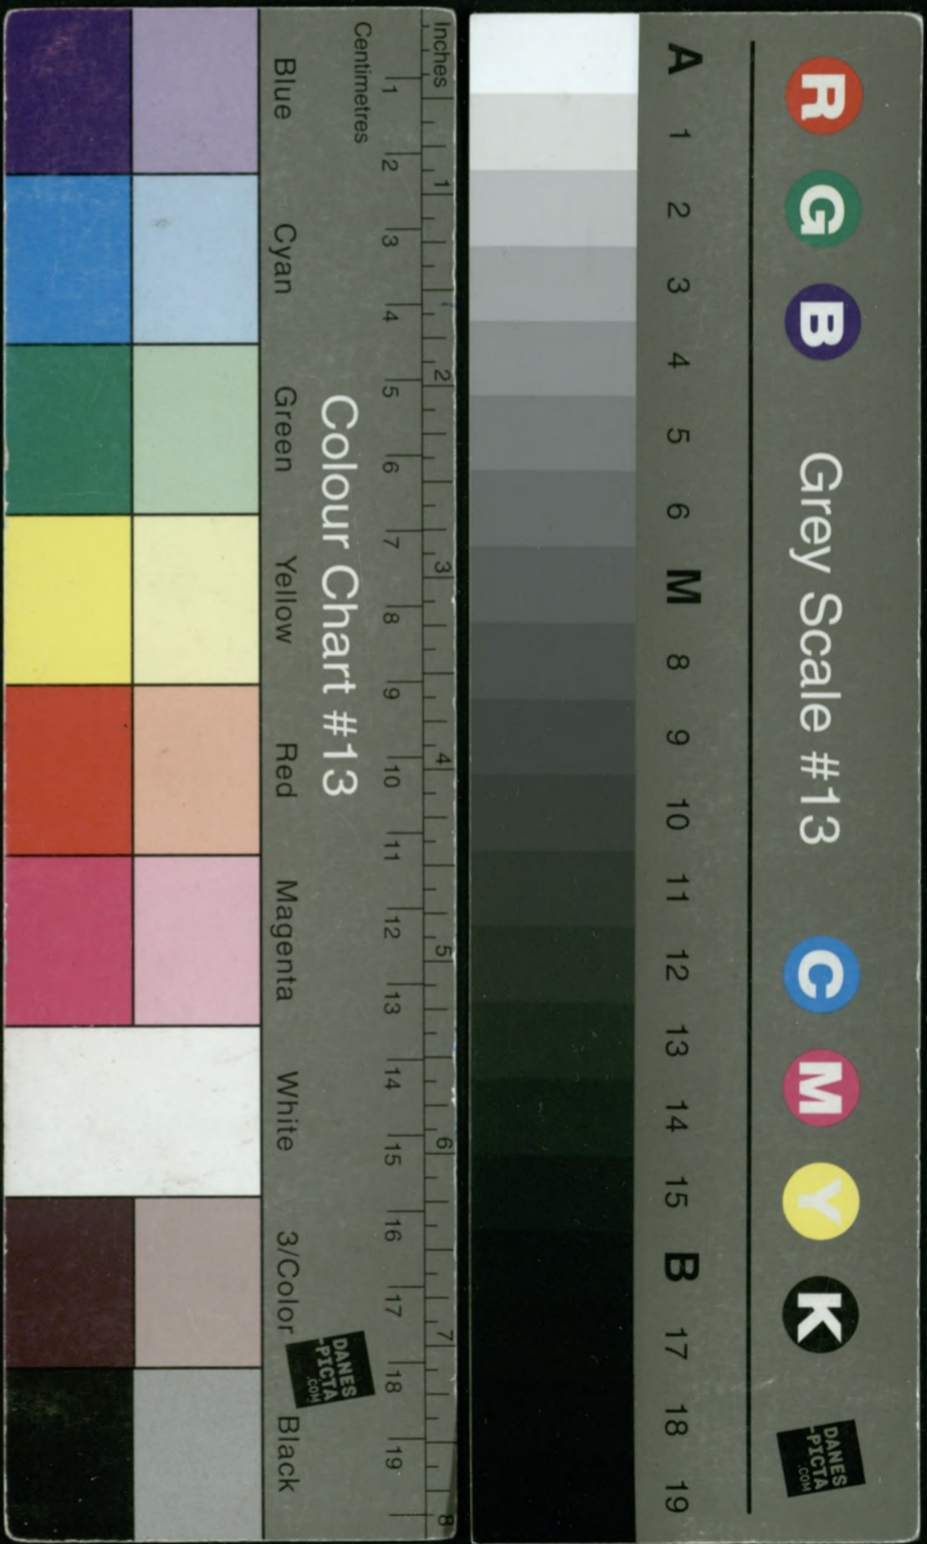 Inches
Centimetres
1 2 3 4 5 6 7 8
1 2 3 4 5 6 7 8 9 10 11 12 13 14 15 16 17 18 19
Colour Chart #13
Blue Cyan Green Yellow Red Magenta White 3/Color Black
DANES
-PICTA
.COM
R G B Grey Scale #13 C M Y K
DANES
-PICTA
.COM
A 1 2 3 4 5 6 M 8 9 10 11 12 13 14 15 B 17 18 19